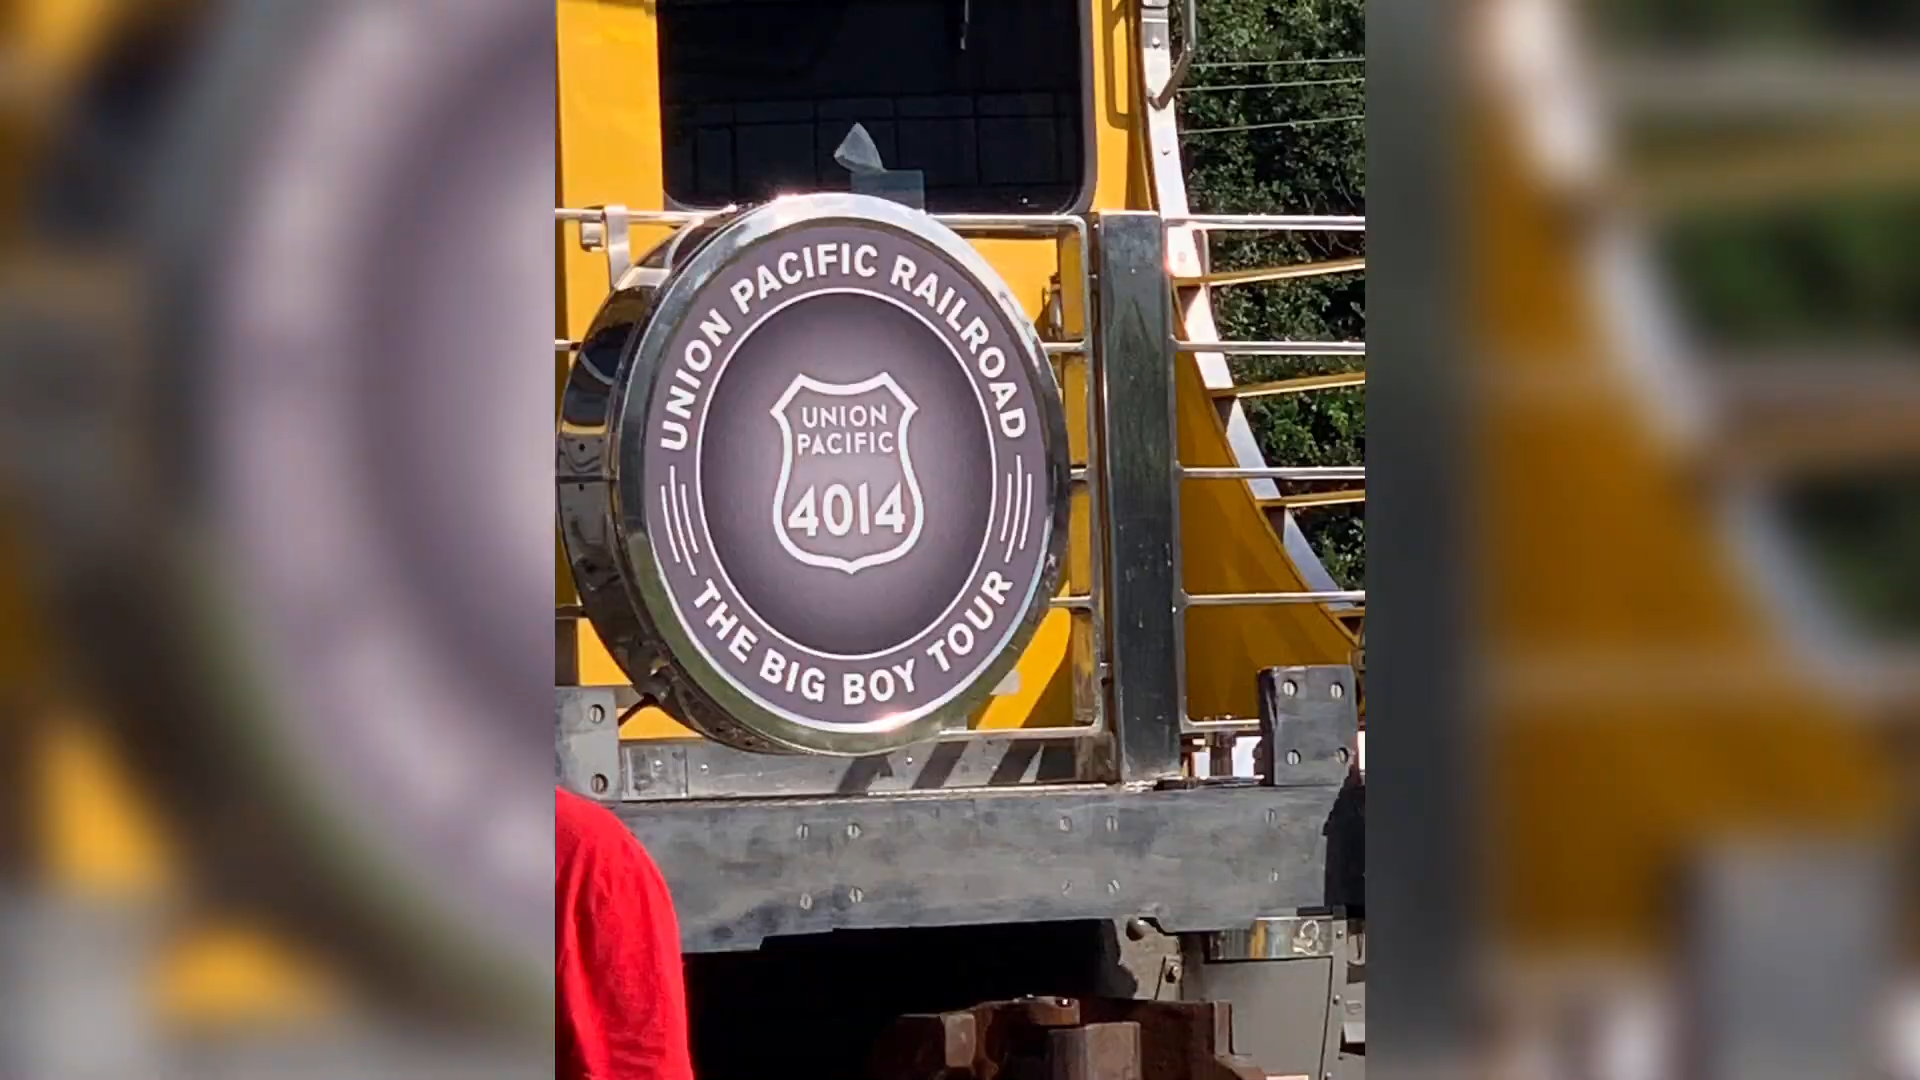 UNION PACIFIC RAILROAD
UNION
PACIFIC
4014
THE BIG BOY TOUR